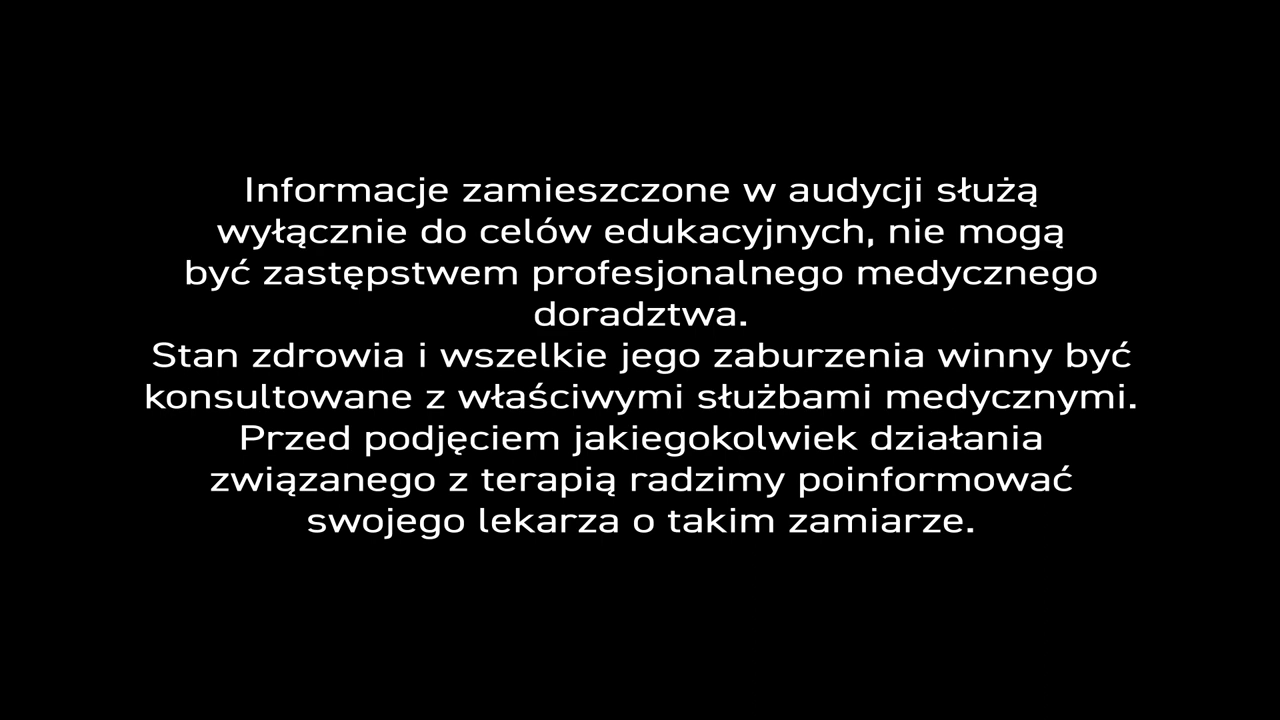 Informacje zamieszczone w audycji służą
wyłącznie do celów edukacyjnych, nie mogą
być zastępstwem profesjonalnego medycznego
doradztwa.
Stan zdrowia i wszelkie jego zaburzenia winny być
konsultowane z właściwymi służbami medycznymi.
Przed podjęciem jakiegokolwiek działania
związanego z terapią radzimy poinformować
swojego lekarza o takim zamiarze.